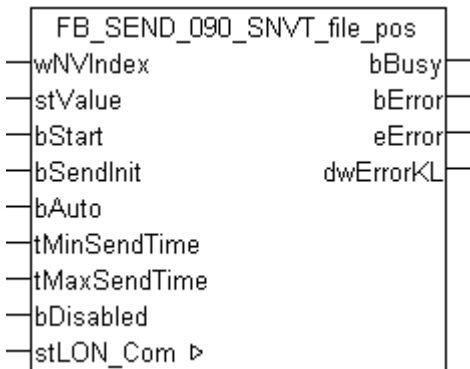 FB_SEND_090_SNVT_file_pos
wNVIndex bBusy
stValue bError
bStart eError
bSendInit dwErrorKL
bAuto
tMinSendTime
tMaxSendTime
bDisabled
stLON_Com ▷